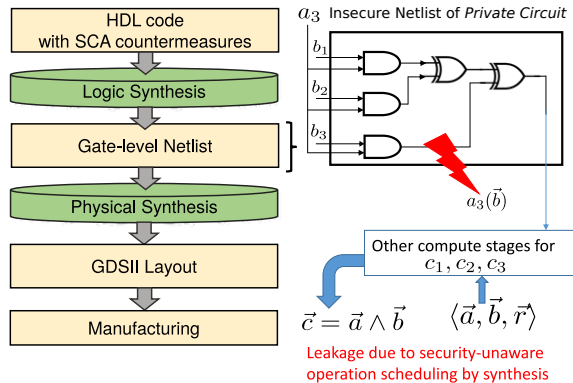 HDL code
with SCA countermeasures
Logic Synthesis
Gate-level Netlist
Physical Synthesis
GDSII Layout
Manufacturing
a₃ Insecure Netlist of Private Circuit
b₁
b₂
b₃
a₃(b⃗)
Other compute stages for
c₁, c₂, c₃
c⃗ = a⃗ ∧ b⃗
⟨a⃗, b⃗, r⃗⟩
Leakage due to security-unaware
operation scheduling by synthesis